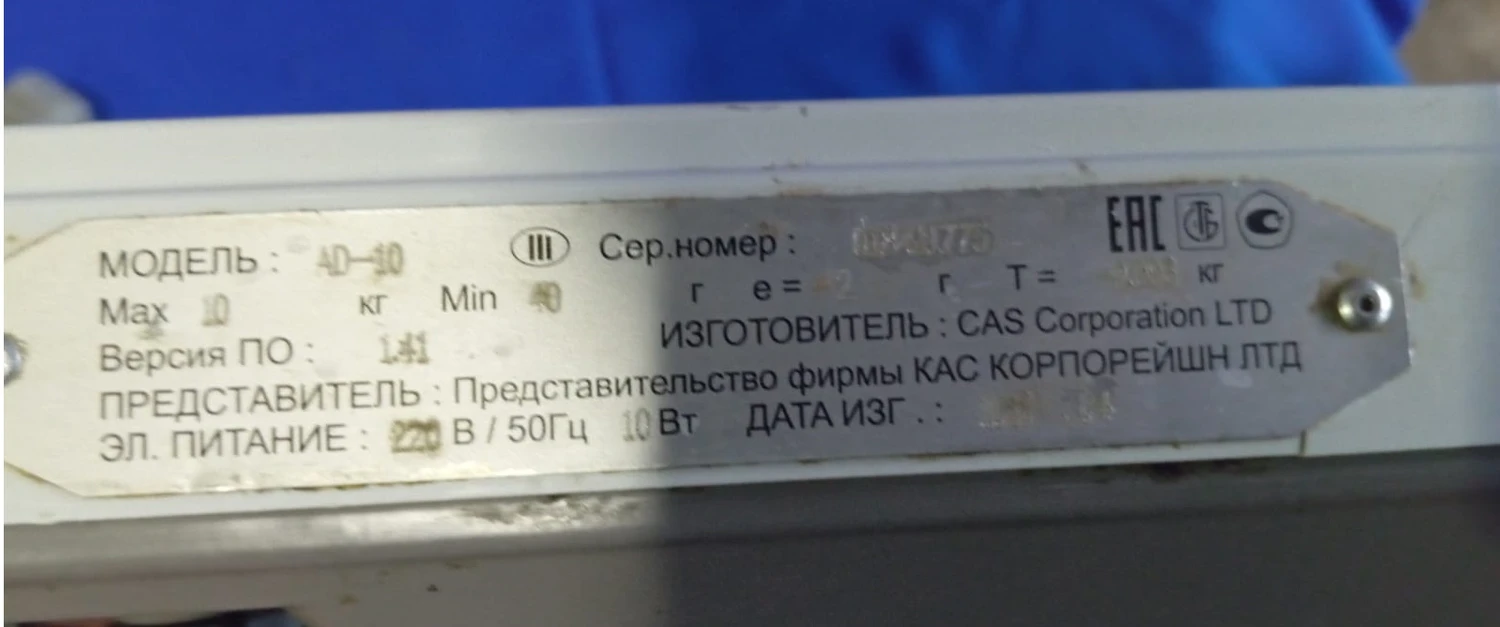 МОДЕЛЬ : AD-10 III Сер.номер : EAC
Max 10 кг Min 40 г e = 2 г T = кг
Версия ПО : 1.41 ИЗГОТОВИТЕЛЬ : CAS Corporation LTD
ПРЕДСТАВИТЕЛЬ : Представительство фирмы КАС КОРПОРЕЙШН ЛТД
ЭЛ. ПИТАНИЕ : 220 В / 50Гц 10 Вт ДАТА ИЗГ . :